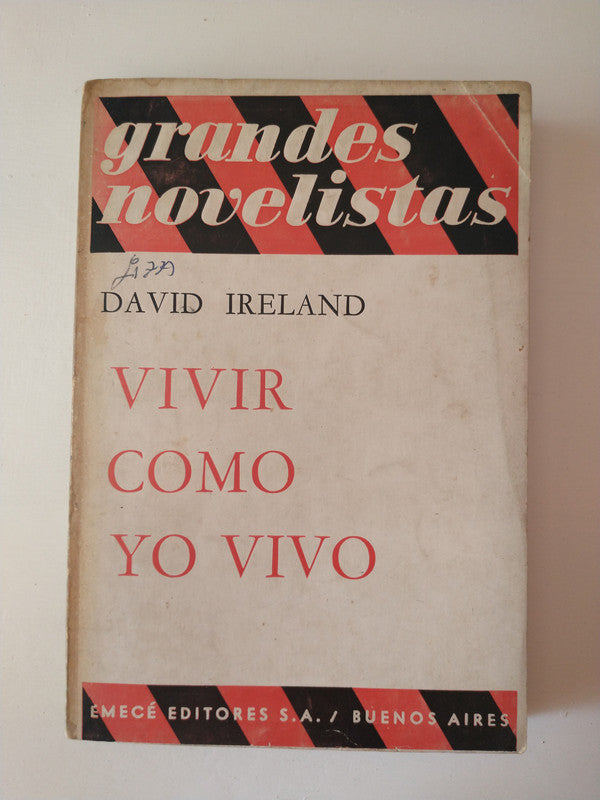 grandes
novelistas
DAVID IRELAND
VIVIR
COMO
YO VIVO
EMECÉ EDITORES S.A. / BUENOS AIRES